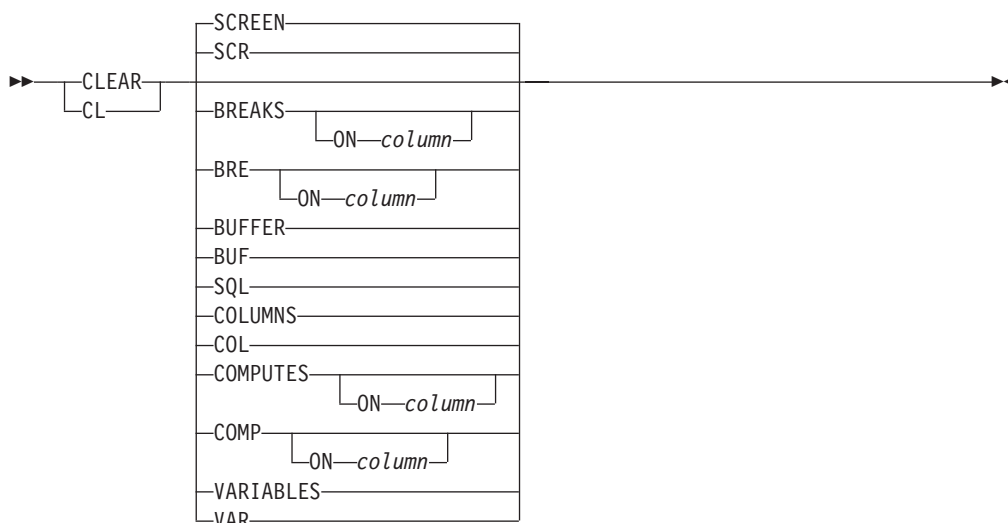 SCREEN
SCR
CLEAR
CL
BREAKS
ON column
BRE
ON column
BUFFER
BUF
SQL
COLUMNS
COL
COMPUTES
ON column
COMP
ON column
VARIABLES
VAR